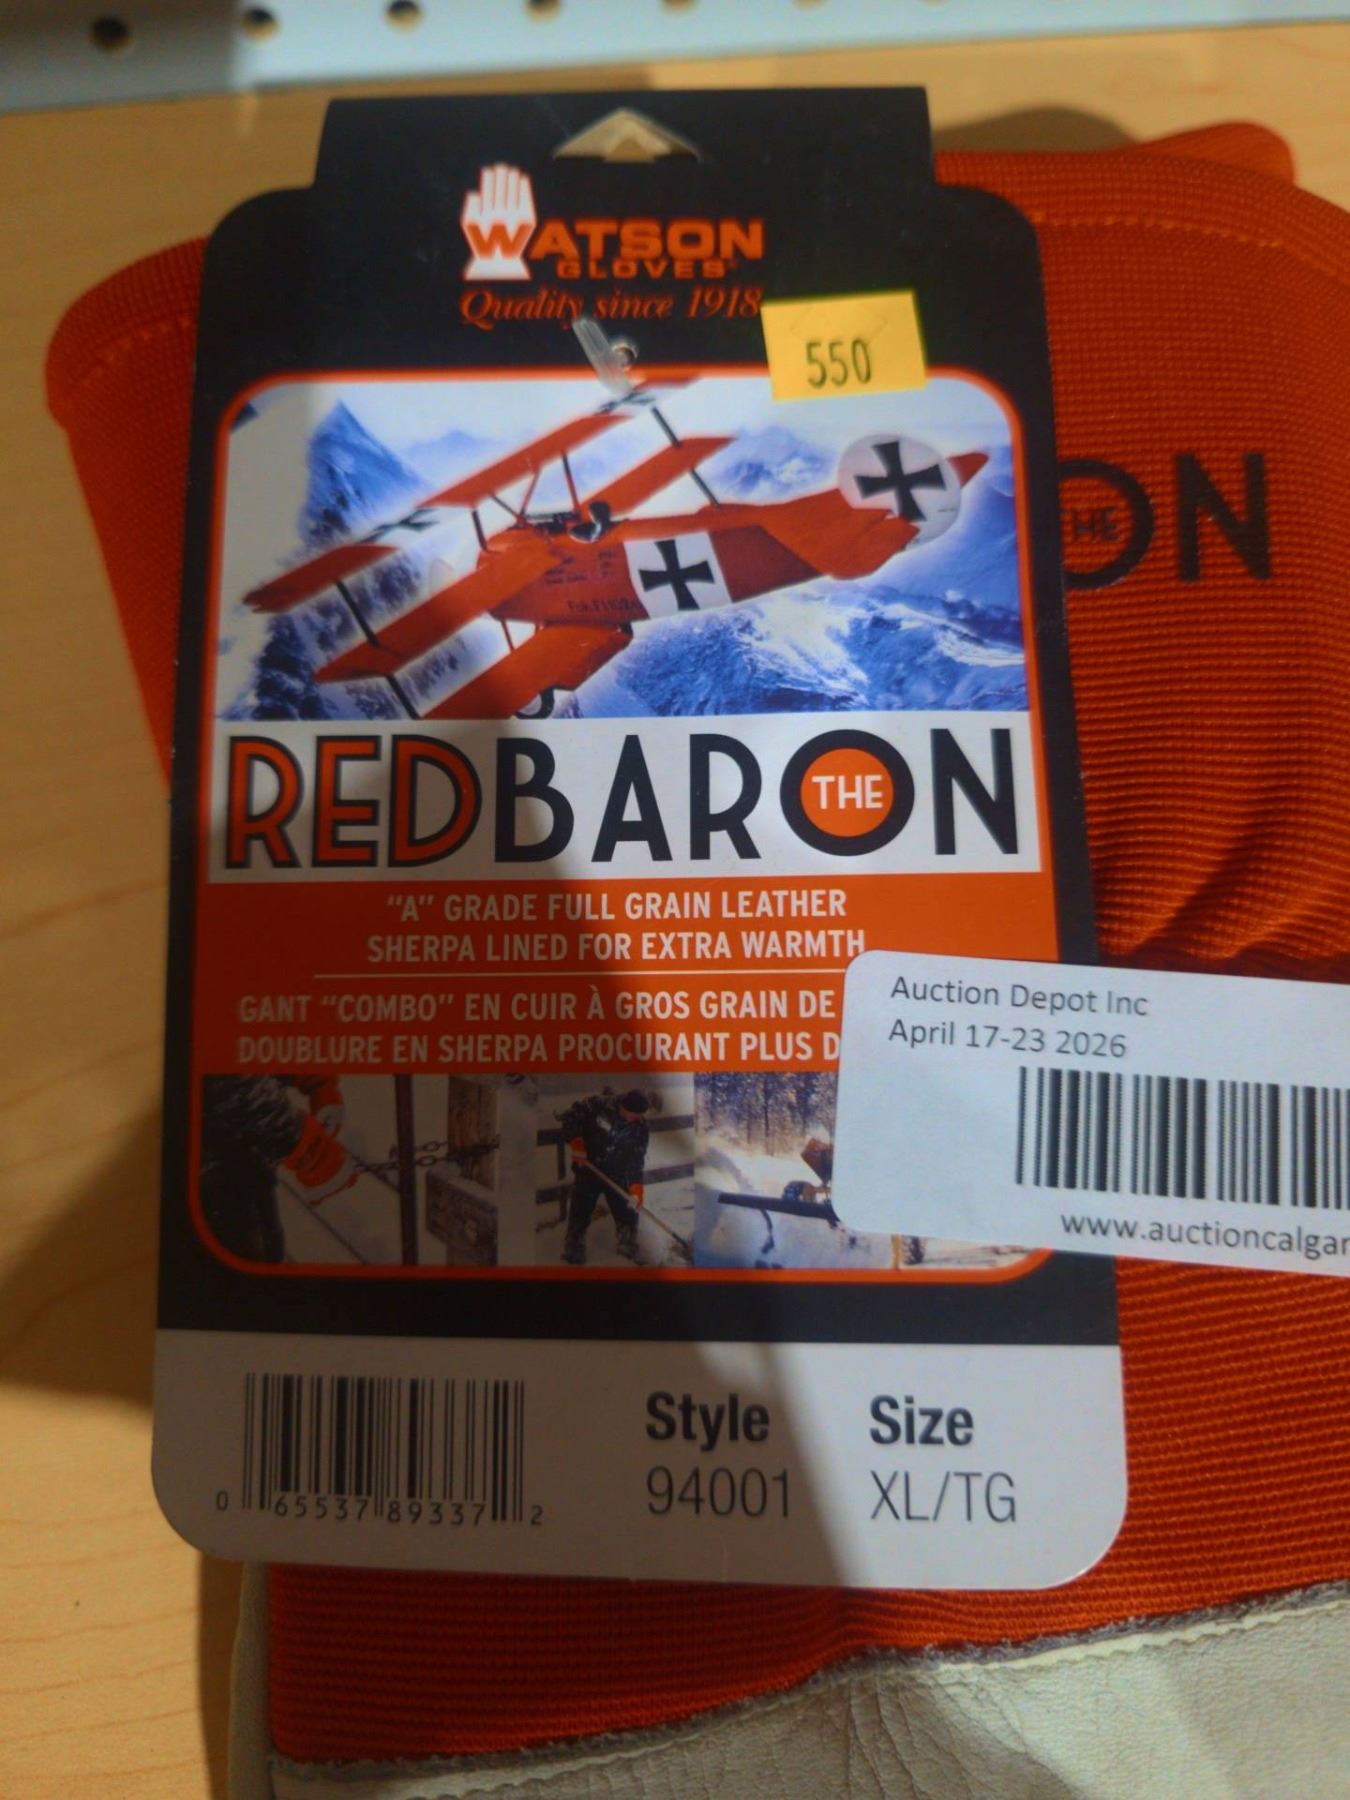 WATSON
GLOVES
Quality since 1918
550
RED BARON
THE
"A" GRADE FULL GRAIN LEATHER
SHERPA LINED FOR EXTRA WARMTH
GANT "COMBO" EN CUIR À GROS GRAIN DE
DOUBLURE EN SHERPA PROCURANT PLUS D
THE
ON
Auction Depot Inc
April 17-23 2026
www.auctioncalgar
Style
94001
Size
XL/TG
0 65537 89337 2